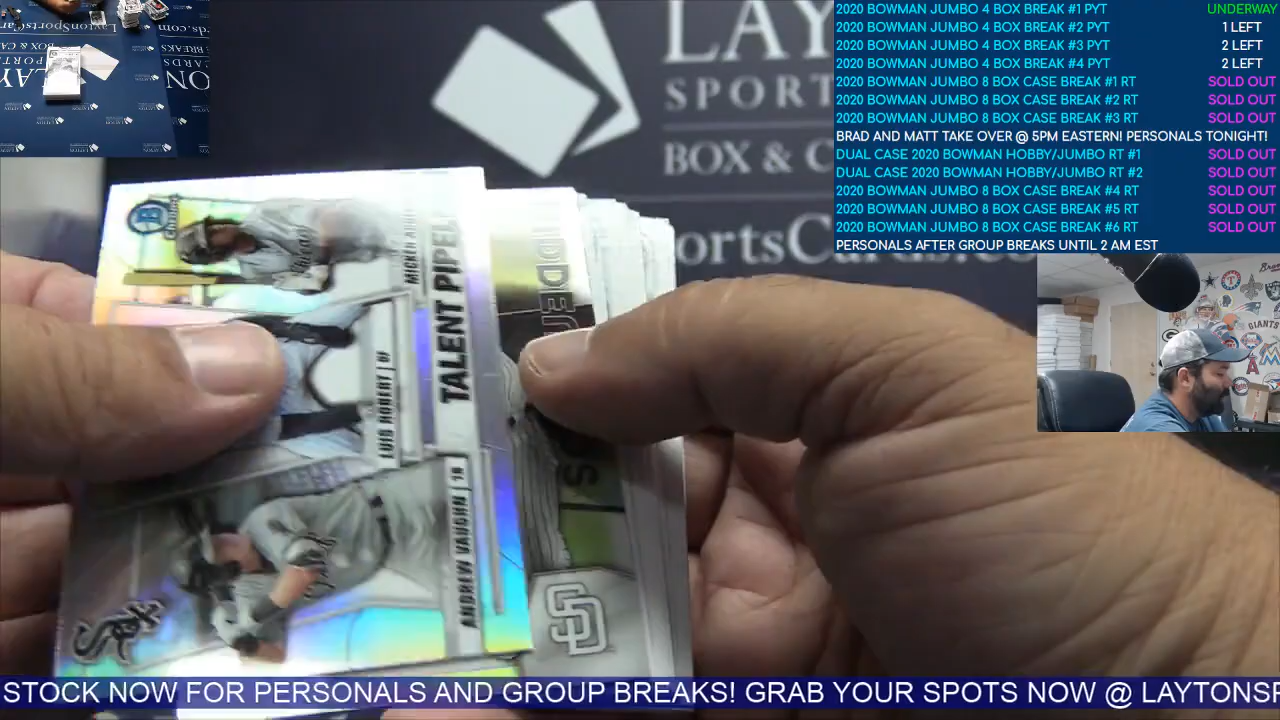 2020 BOWMAN JUMBO 4 BOX BREAK #1 PYT UNDERWAY
2020 BOWMAN JUMBO 4 BOX BREAK #2 PYT 1 LEFT
2020 BOWMAN JUMBO 4 BOX BREAK #3 PYT 2 LEFT
2020 BOWMAN JUMBO 4 BOX BREAK #4 PYT 2 LEFT
2020 BOWMAN JUMBO 8 BOX CASE BREAK #1 RT SOLD OUT
2020 BOWMAN JUMBO 8 BOX CASE BREAK #2 RT SOLD OUT
2020 BOWMAN JUMBO 8 BOX CASE BREAK #3 RT SOLD OUT
BRAD AND MATT TAKE OVER @ 5PM EASTERN! PERSONALS TONIGHT!
DUAL CASE 2020 BOWMAN HOBBY/JUMBO RT #1 SOLD OUT
DUAL CASE 2020 BOWMAN HOBBY/JUMBO RT #2 SOLD OUT
2020 BOWMAN JUMBO 8 BOX CASE BREAK #4 RT SOLD OUT
2020 BOWMAN JUMBO 8 BOX CASE BREAK #5 RT SOLD OUT
2020 BOWMAN JUMBO 8 BOX CASE BREAK #6 RT SOLD OUT
PERSONALS AFTER GROUP BREAKS UNTIL 2 AM EST
LAY
SPORT
BOX & C
ortsCa
TALENT PIPE
LUIS ROBERT | OF
ANDREW VAUGHN | 1B
SOX
SD
STOCK NOW FOR PERSONALS AND GROUP BREAKS! GRAB YOUR SPOTS NOW @ LAYTONSP